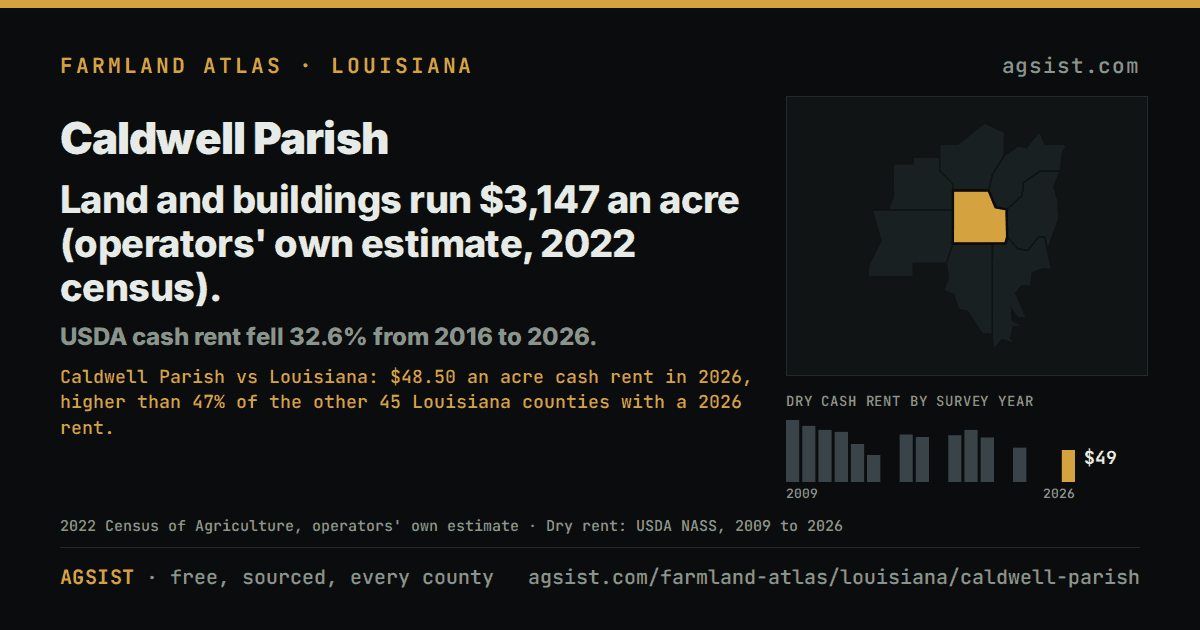 FARMLAND ATLAS · LOUISIANA
agsist.com
Caldwell Parish
Land and buildings run $3,147 an acre
(operators' own estimate, 2022
census).
USDA cash rent fell 32.6% from 2016 to 2026.
Caldwell Parish vs Louisiana: $48.50 an acre cash rent in 2026,
higher than 47% of the other 45 Louisiana counties with a 2026
rent.
DRY CASH RENT BY SURVEY YEAR
$49
2009
2026
2022 Census of Agriculture, operators' own estimate · Dry rent: USDA NASS, 2009 to 2026
AGSIST · free, sourced, every county
agsist.com/farmland-atlas/louisiana/caldwell-parish